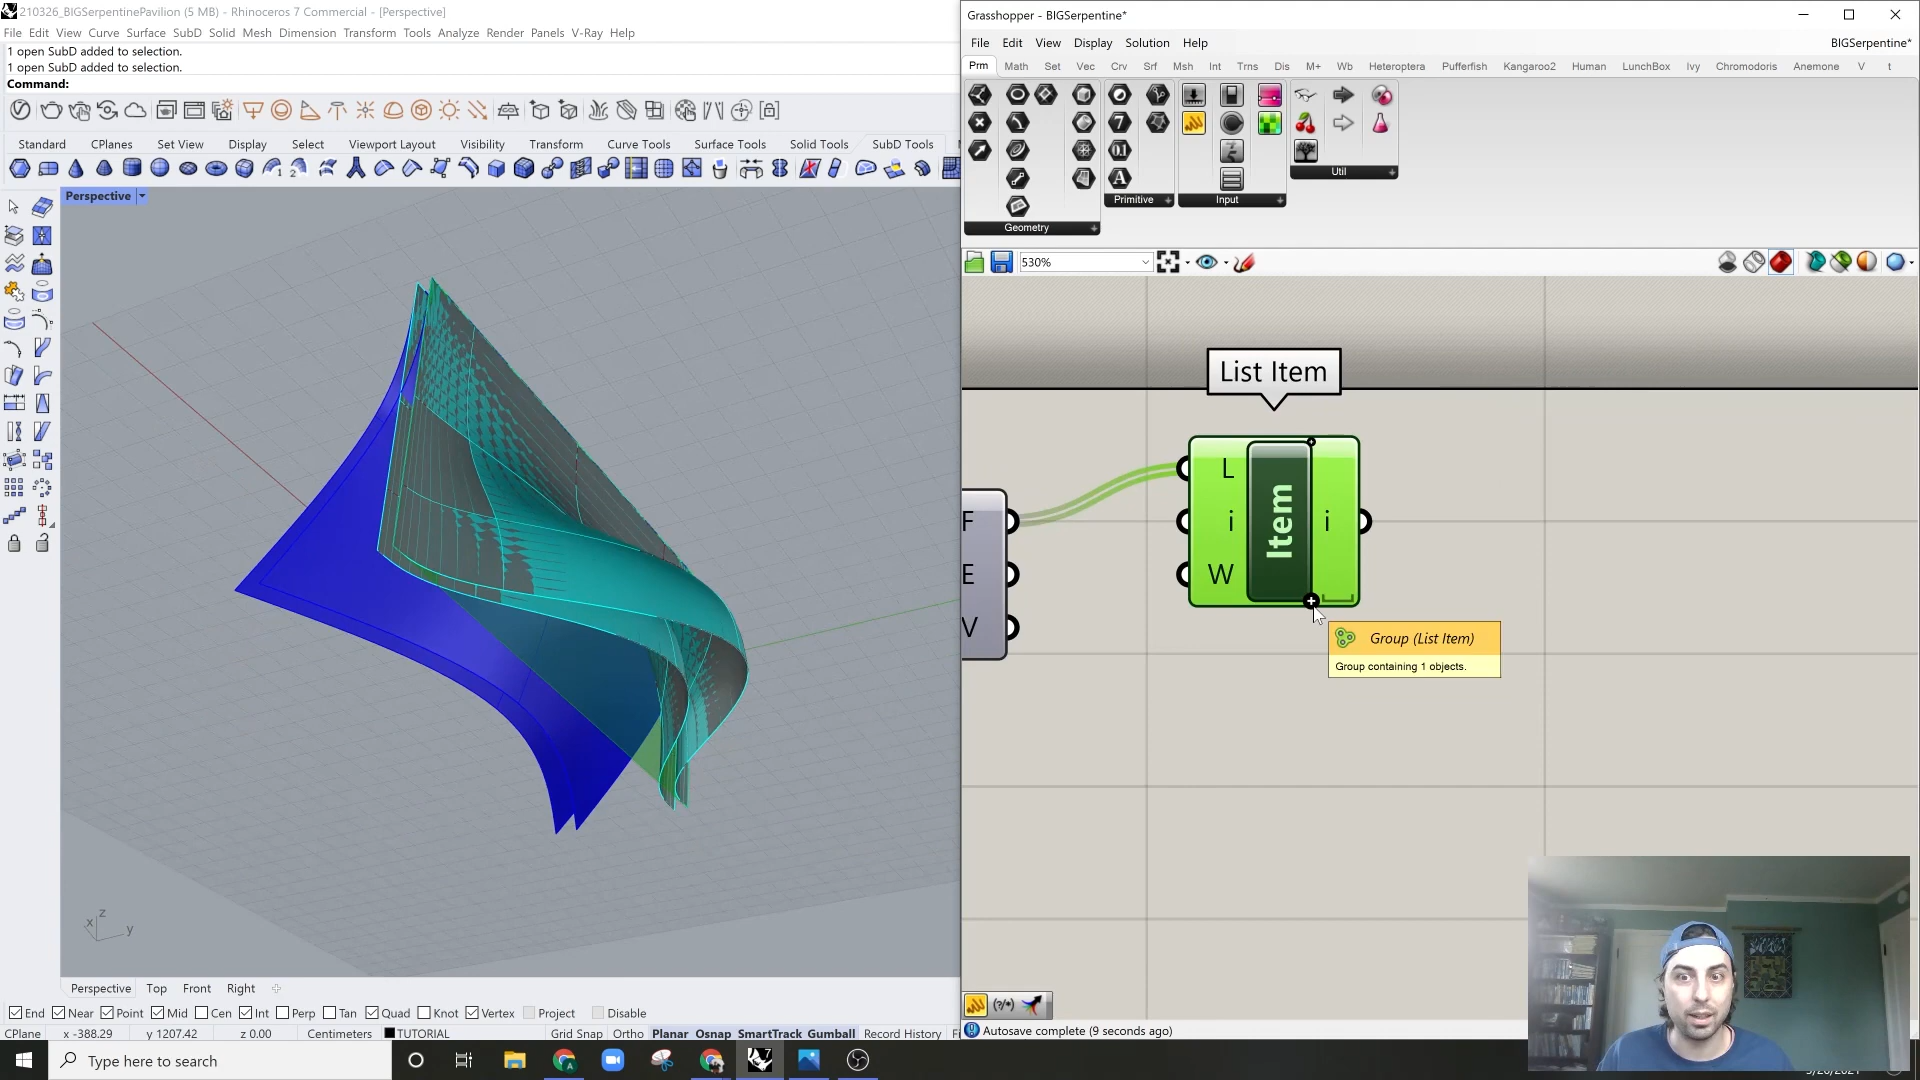 210326_BIGSerpentinePavilion (5 MB) - Rhinoceros 7 Commercial - [Perspective]
File Edit View Curve Surface SubD Solid Mesh Dimension Transform Tools Analyze Render Panels V-Ray Help
1 open SubD added to selection.
1 open SubD added to selection.
Command:
Standard CPlanes Set View Display Select Viewport Layout Visibility Transform Curve Tools Surface Tools Solid Tools SubD Tools
Perspective
z
x
y
Perspective Top Front Right
End Near Point Mid Cen Int Perp Tan Quad Knot Vertex Project Disable
CPlane x -388.29 y 1207.42 z 0.00 Centimeters TUTORIAL Grid Snap Ortho Planar Osnap SmartTrack Gumball Record History
Type here to search
Grasshopper - BIGSerpentine*
File Edit View Display Solution Help BIGSerpentine*
Prm Math Set Vec Crv Srf Msh Int Trns Dis M+ Wb Heteroptera Pufferfish Kangaroo2 Human LunchBox Ivy Chromodoris Anemone V t
Geometry Primitive Input Util
530%
List Item
F
E
V
L
i
W
Item
i
Group (List Item)
Group containing 1 objects.
Autosave complete (9 seconds ago)